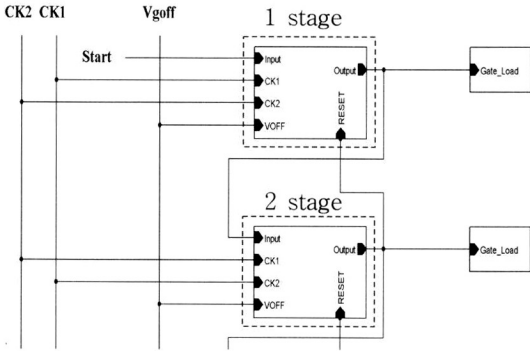 CK2 CK1 Vgoff
1 stage
Start
Input
CK1
CK2
VOFF
Output
RESET
Gate_Load
2 stage
Input
CK1
CK2
VOFF
Output
RESET
Gate_Load